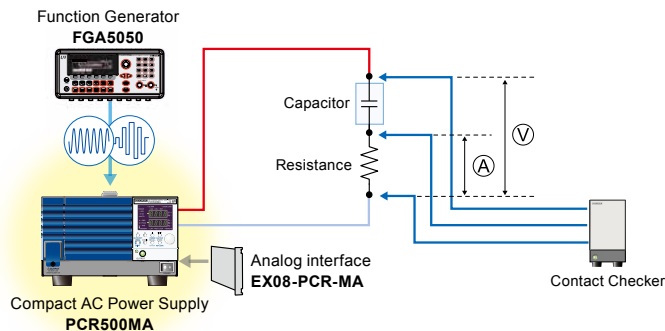 Function Generator
FGA5050
Capacitor
V
Resistance
A
Analog interface
EX08-PCR-MA
Contact Checker
Compact AC Power Supply
PCR500MA